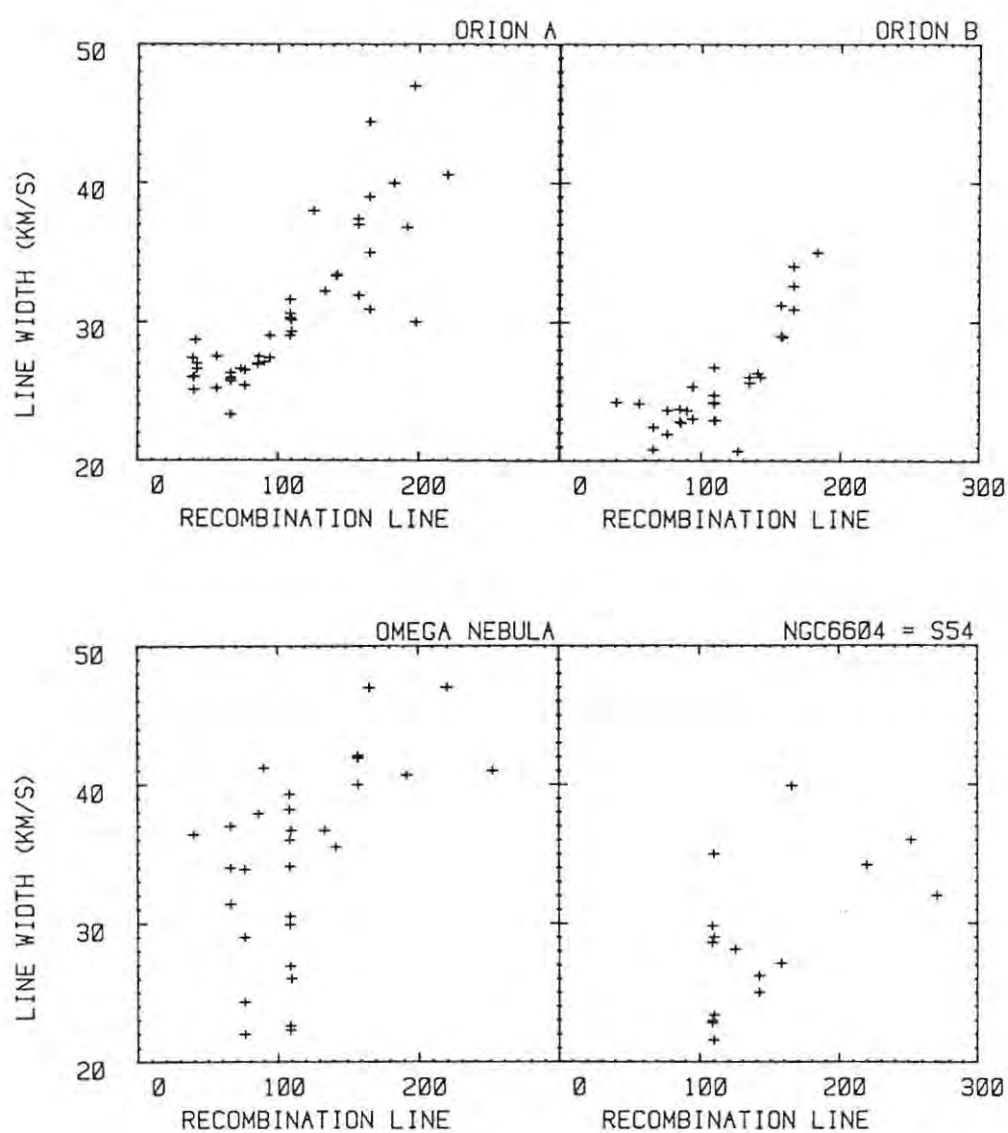 ORION A ORION B
50
40
30
20
LINE WIDTH (KM/S)
0 100 200 0 100 200 300
RECOMBINATION LINE RECOMBINATION LINE
OMEGA NEBULA NGC6604 = S54
50
40
30
20
LINE WIDTH (KM/S)
0 100 200 0 100 200 300
RECOMBINATION LINE RECOMBINATION LINE